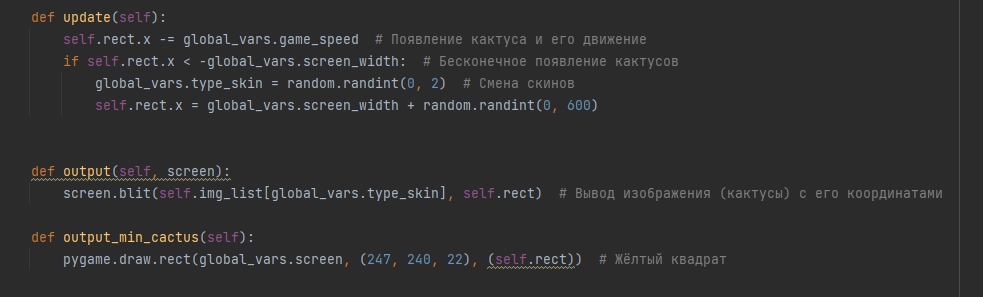 def update(self):
self.rect.x -= global_vars.game_speed  # Появление кактуса и его движение
if self.rect.x < -global_vars.screen_width:  # Бесконечное появление кактусов
global_vars.type_skin = random.randint(0, 2)  # Смена скинов
self.rect.x = global_vars.screen_width + random.randint(0, 600)
def output(self, screen):
screen.blit(self.img_list[global_vars.type_skin], self.rect)  # Вывод изображения (кактусы) с его координатами
def output_min_cactus(self):
pygame.draw.rect(global_vars.screen, (247, 240, 22), (self.rect))  # Жёлтый квадрат